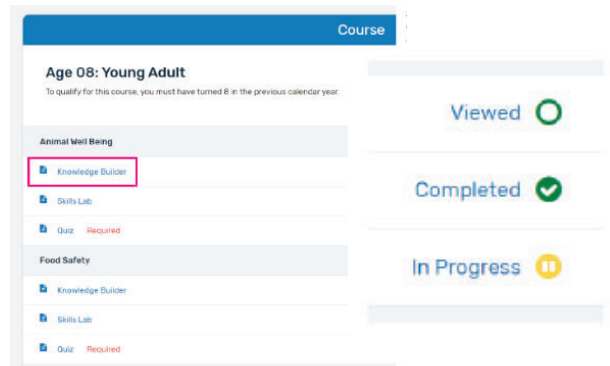 Course
Age 08: Young Adult
To qualify for this course, you must have turned 8 in the previous calendar year.
Animal Well Being
Knowledge Builder
Skills Lab
Quiz Required
Food Safety
Knowledge Builder
Skills Lab
Quiz Required
Viewed
Completed
In Progress